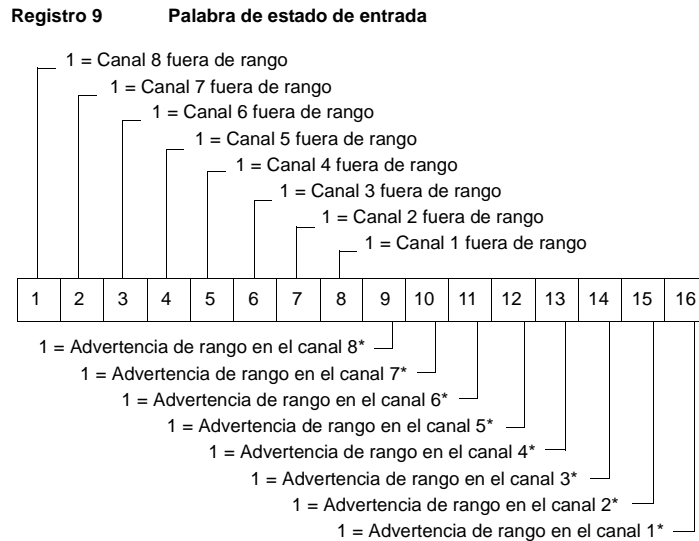 Registro 9 Palabra de estado de entrada
1 = Canal 8 fuera de rango
1 = Canal 7 fuera de rango
1 = Canal 6 fuera de rango
1 = Canal 5 fuera de rango
1 = Canal 4 fuera de rango
1 = Canal 3 fuera de rango
1 = Canal 2 fuera de rango
1 = Canal 1 fuera de rango
1 2 3 4 5 6 7 8 9 10 11 12 13 14 15 16
1 = Advertencia de rango en el canal 8*
1 = Advertencia de rango en el canal 7*
1 = Advertencia de rango en el canal 6*
1 = Advertencia de rango en el canal 5*
1 = Advertencia de rango en el canal 4*
1 = Advertencia de rango en el canal 3*
1 = Advertencia de rango en el canal 2*
1 = Advertencia de rango en el canal 1*